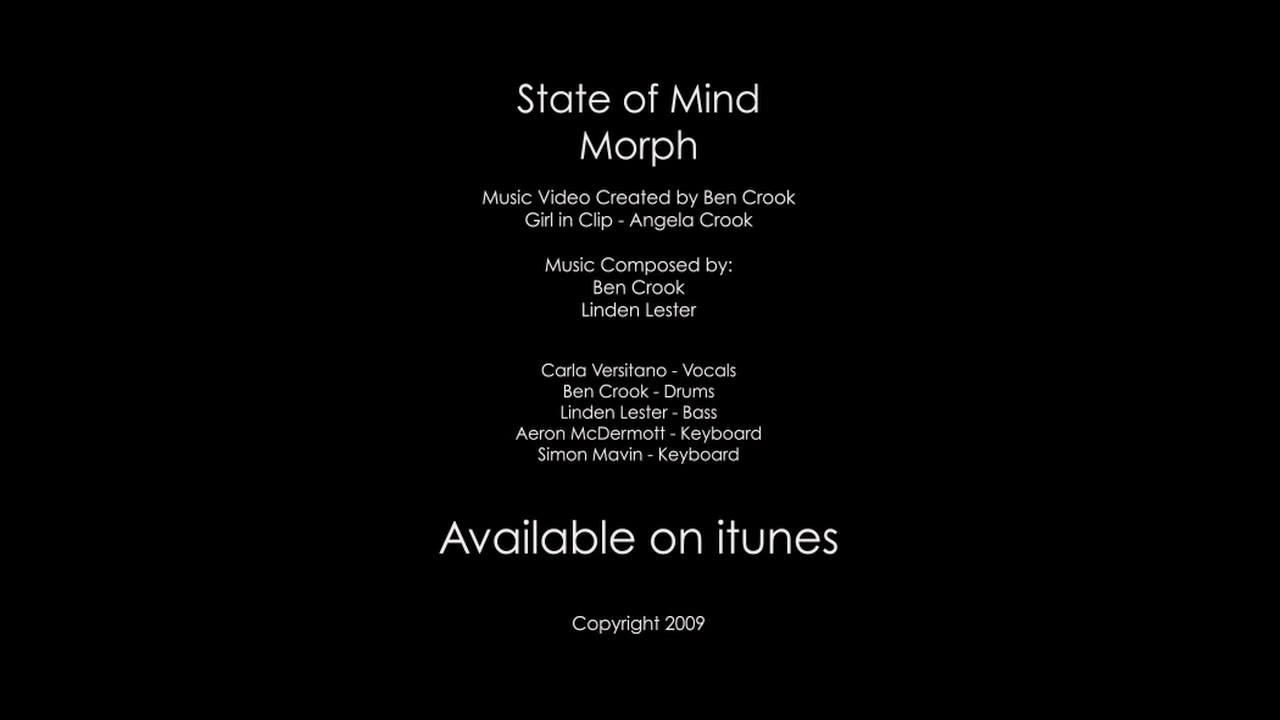 State of Mind
Morph
Music Video Created by Ben Crook
Girl in Clip - Angela Crook
Music Composed by:
Ben Crook
Linden Lester
Carla Versitano - Vocals
Ben Crook - Drums
Linden Lester - Bass
Aeron McDermott - Keyboard
Simon Mavin - Keyboard
Available on itunes
Copyright 2009